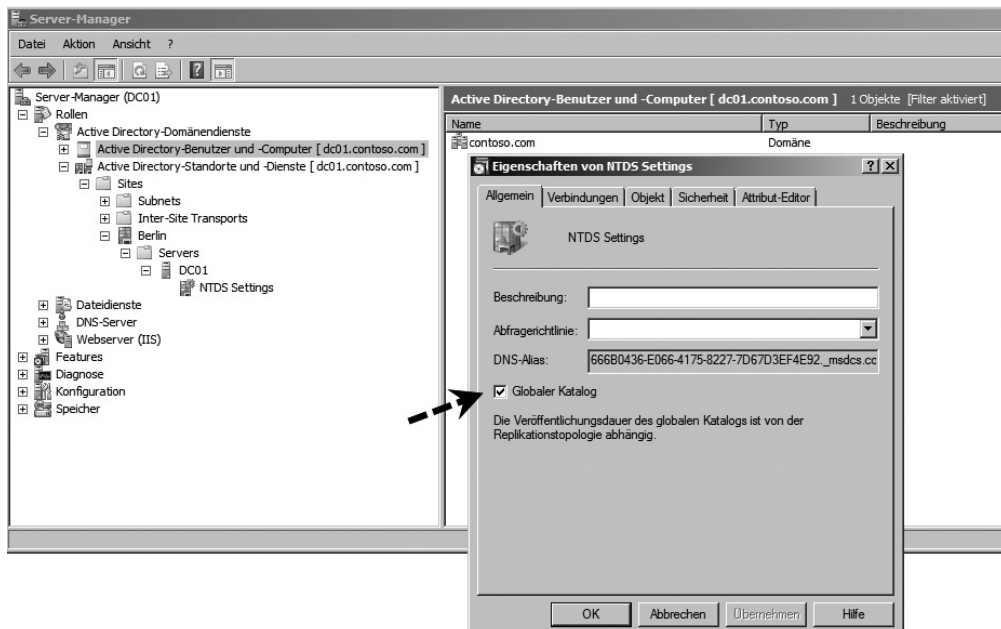 Server-Manager
Datei Aktion Ansicht ?
Server-Manager (DC01)
Rollen
Active Directory-Domänendienste
Active Directory-Benutzer und -Computer [ dc01.contoso.com ]
Active Directory-Standorte und -Dienste [ dc01.contoso.com ]
Sites
Subnets
Inter-Site Transports
Berlin
Servers
DC01
NTDS Settings
Dateidienste
DNS-Server
Webserver (IIS)
Features
Diagnose
Konfiguration
Speicher
Active Directory-Benutzer und -Computer [ dc01.contoso.com ] 1 Objekte [Filter aktiviert]
Name Typ Beschreibung
contoso.com Domäne
Eigenschaften von NTDS Settings
Allgemein Verbindungen Objekt Sicherheit Attribut-Editor
NTDS Settings
Beschreibung:
Abfragerichtlinie:
DNS-Alias: 666B0436-E066-4175-8227-7D67D3EF4E92._msdcs.cc
Globaler Katalog
Die Veröffentlichungsdauer des globalen Katalogs ist von der
Replikationstopologie abhängig.
OK Abbrechen Übernehmen Hilfe